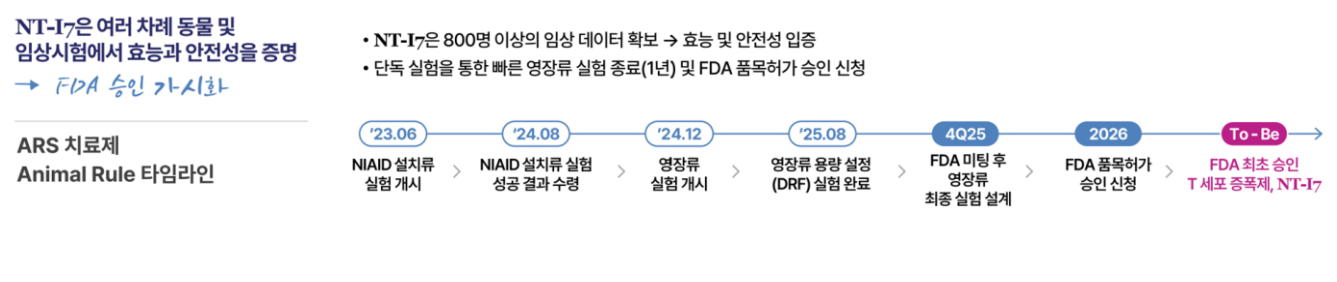 NT-I7은 여러 차례 동물 및
임상시험에서 효능과 안전성을 증명
→ FDA 승인 가시화
• NT-I7은 800명 이상의 임상 데이터 확보 → 효능 및 안전성 입증
• 단독 실험을 통한 빠른 영장류 실험 종료(1년) 및 FDA 품목허가 승인 신청
ARS 치료제
Animal Rule 타임라인
'23.06
NIAID 설치류
실험 개시
'24.08
NIAID 설치류 실험
성공 결과 수령
'24.12
영장류
실험 개시
'25.08
영장류 용량 설정
(DRF) 실험 완료
4Q25
FDA 미팅 후
영장류
최종 실험 설계
2026
FDA 품목허가
승인 신청
To - Be
FDA 최초 승인
T 세포 증폭제, NT-I7